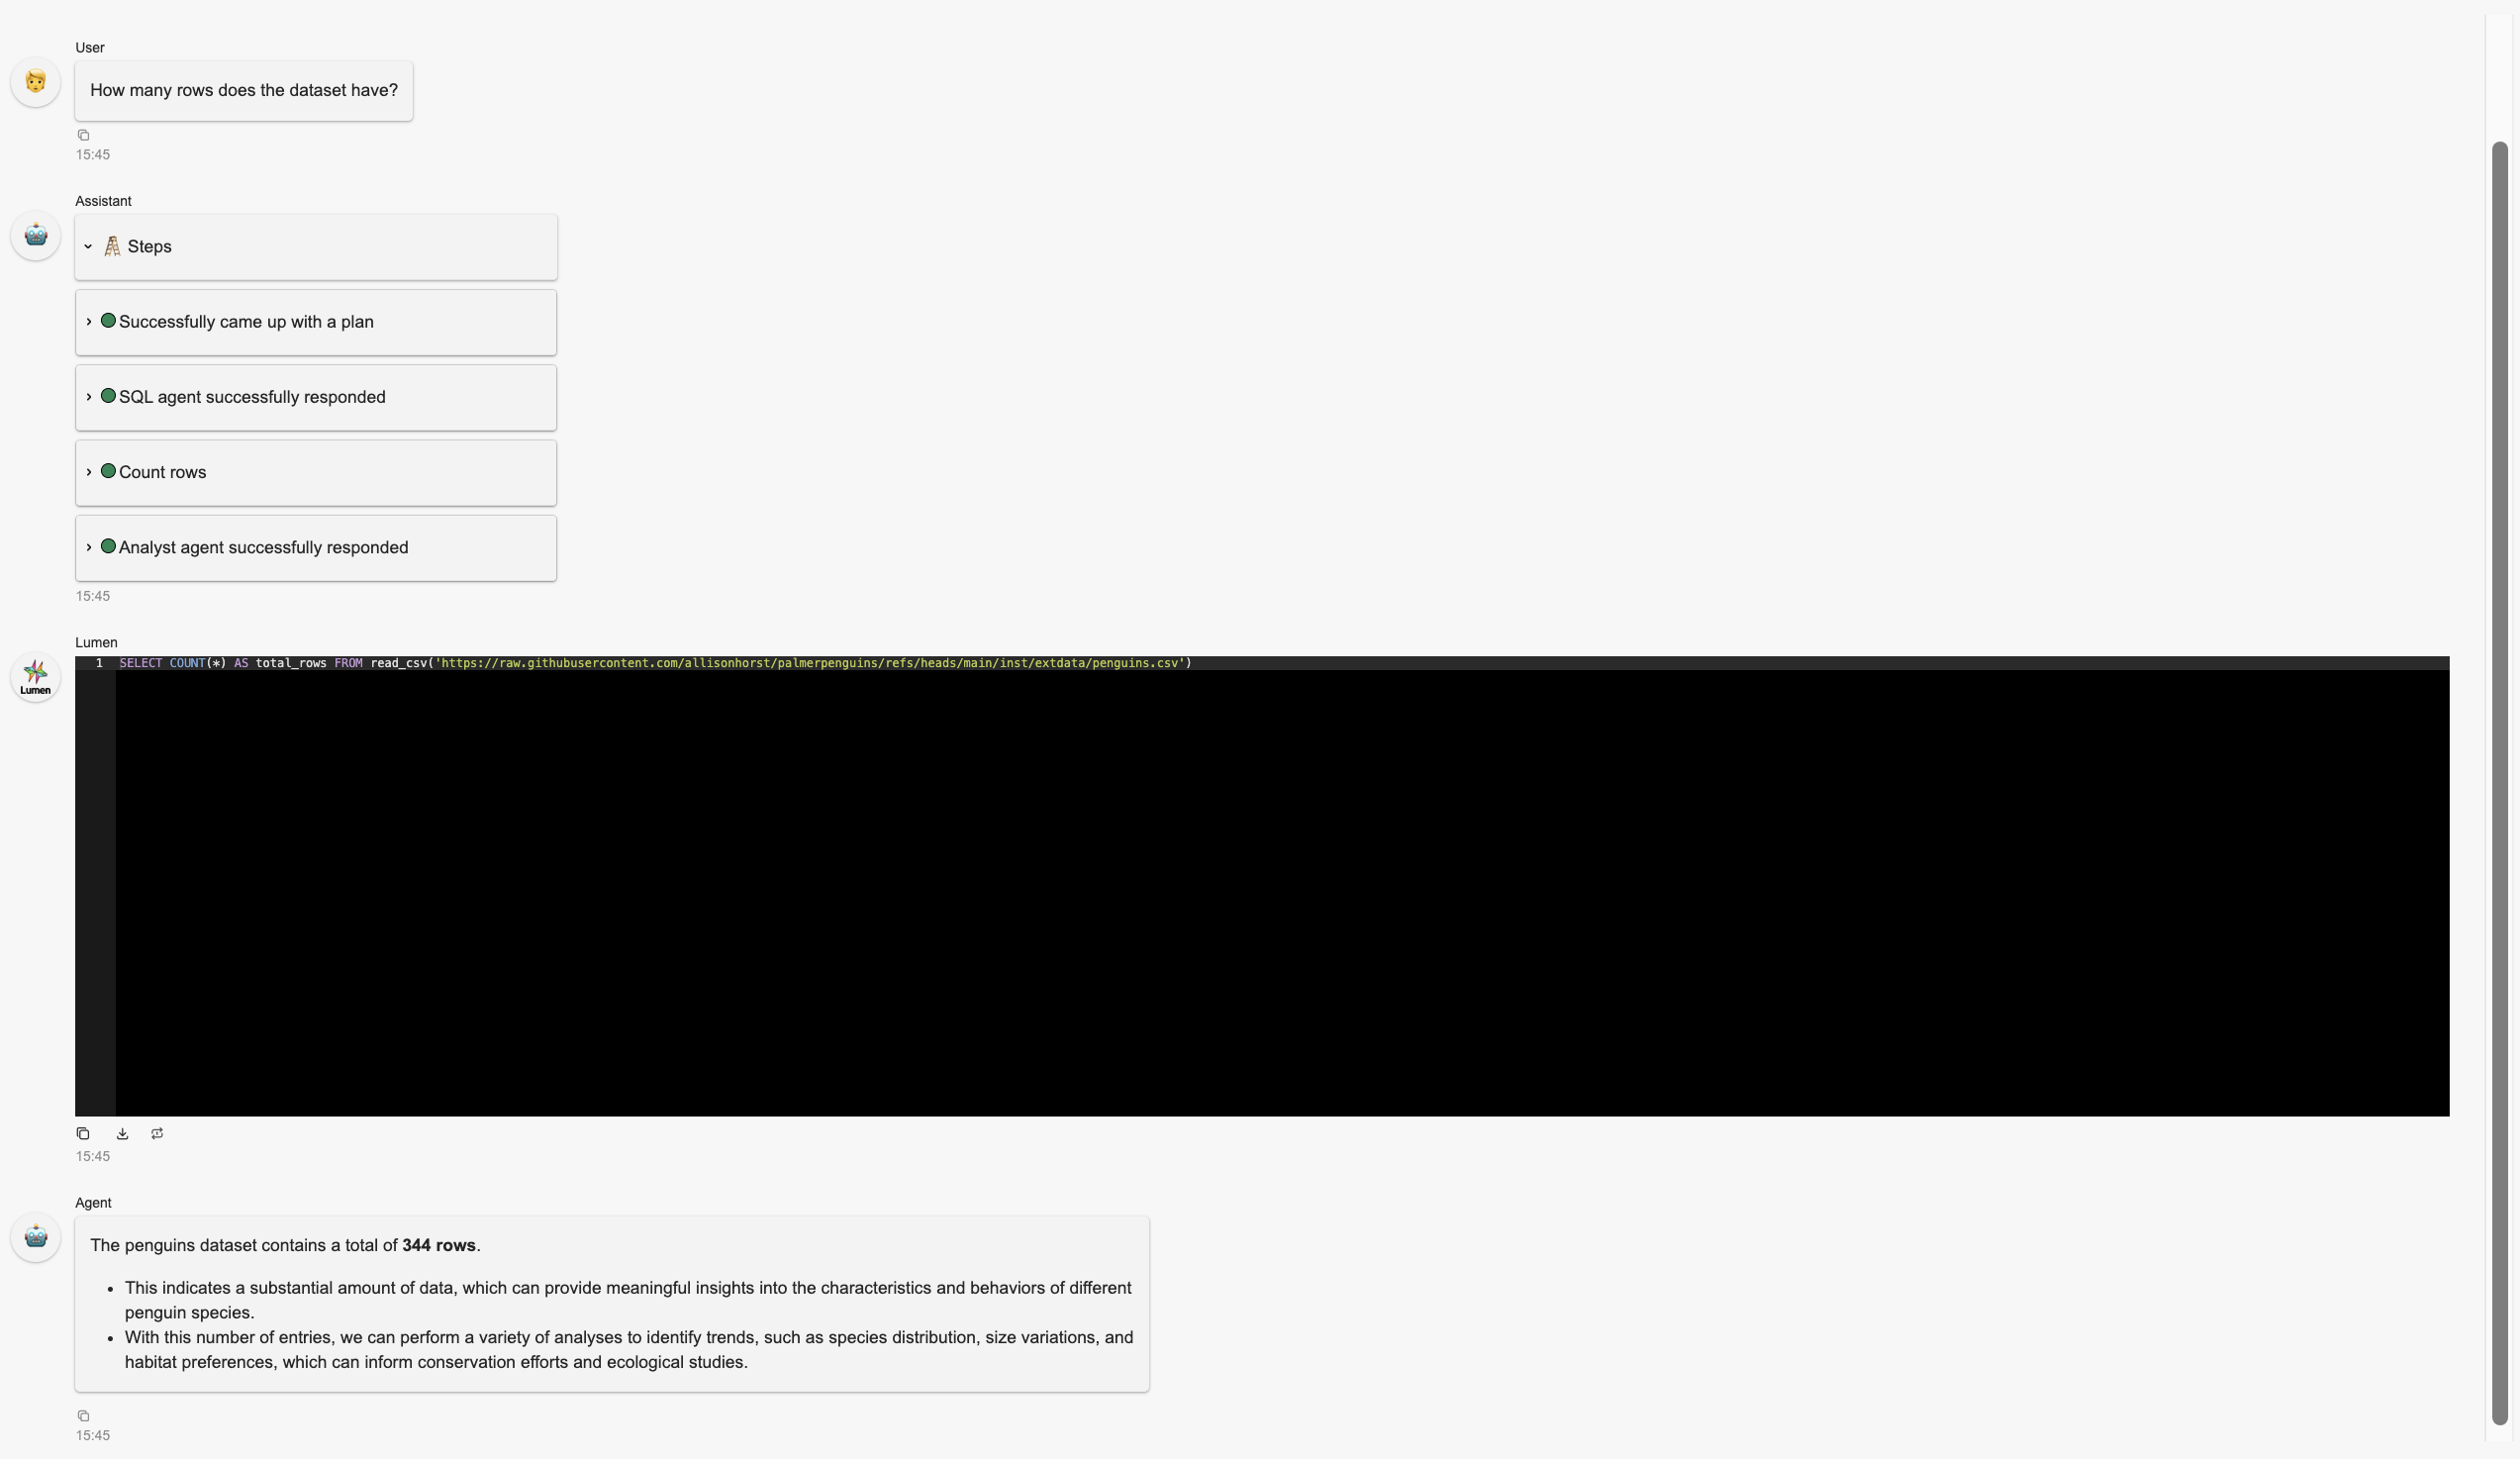 User
How many rows does the dataset have?
15:45
Assistant
Steps
Successfully came up with a plan
SQL agent successfully responded
Count rows
Analyst agent successfully responded
15:45
Lumen
Lumen
1 SELECT COUNT(*) AS total_rows FROM read_csv('https://raw.githubusercontent.com/allisonhorst/palmerpenguins/refs/heads/main/inst/extdata/penguins.csv')
15:45
Agent
The penguins dataset contains a total of 344 rows.
• This indicates a substantial amount of data, which can provide meaningful insights into the characteristics and behaviors of different
penguin species.
• With this number of entries, we can perform a variety of analyses to identify trends, such as species distribution, size variations, and
habitat preferences, which can inform conservation efforts and ecological studies.
15:45